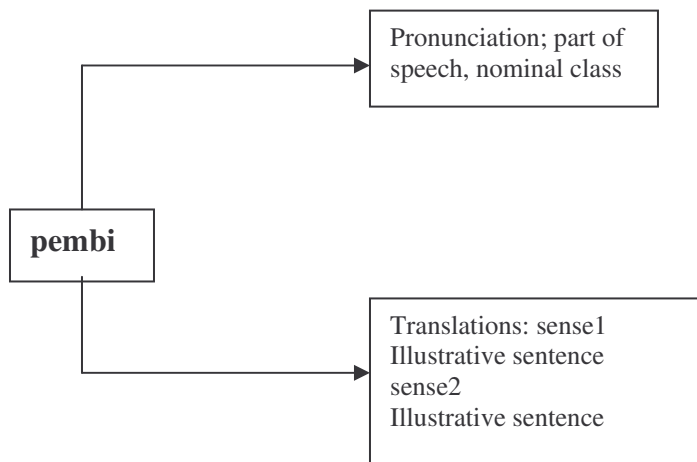 Pronunciation; part of
speech, nominal class
pembi
Translations: sense1
Illustrative sentence
sense2
Illustrative sentence